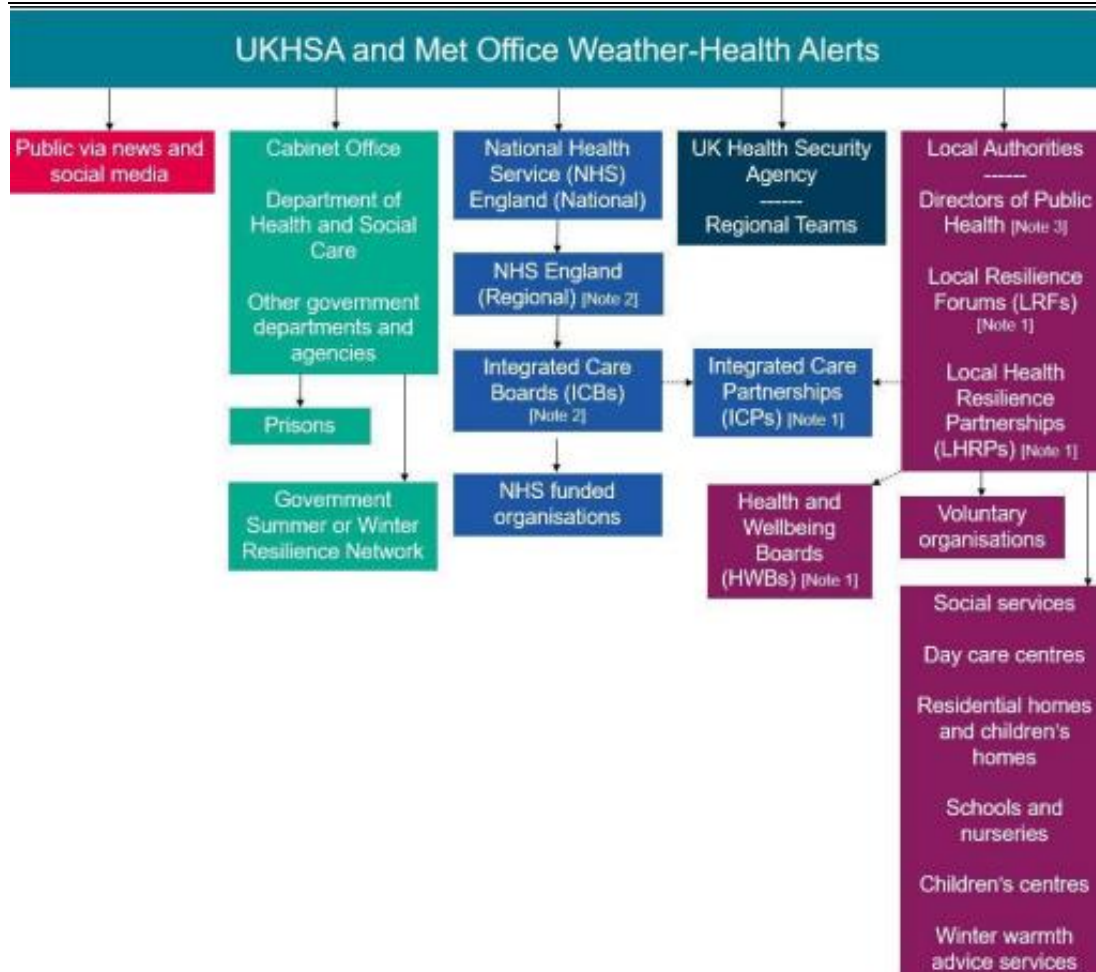 UKHSA and Met Office Weather-Health Alerts
Public via news and
social media
Cabinet Office
Department of
Health and Social
Care
Other government
departments and
agencies
Prisons
Government
Summer or Winter
Resilience Network
National Health
Service (NHS)
England (National)
NHS England
(Regional) [Note 2]
Integrated Care
Boards (ICBs)
[Note 2]
NHS funded
organisations
UK Health Security
Agency
------
Regional Teams
Integrated Care
Partnerships
(ICPs) [Note 1]
Local Authorities
------
Directors of Public
Health [Note 3]
Local Resilience
Forums (LRFs)
[Note 1]
Local Health
Resilience
Partnerships
(LHRPs) [Note 1]
Health and
Wellbeing
Boards
(HWBs) [Note 1]
Voluntary
organisations
Social services
Day care centres
Residential homes
and children's
homes
Schools and
nurseries
Children's centres
Winter warmth
advice services